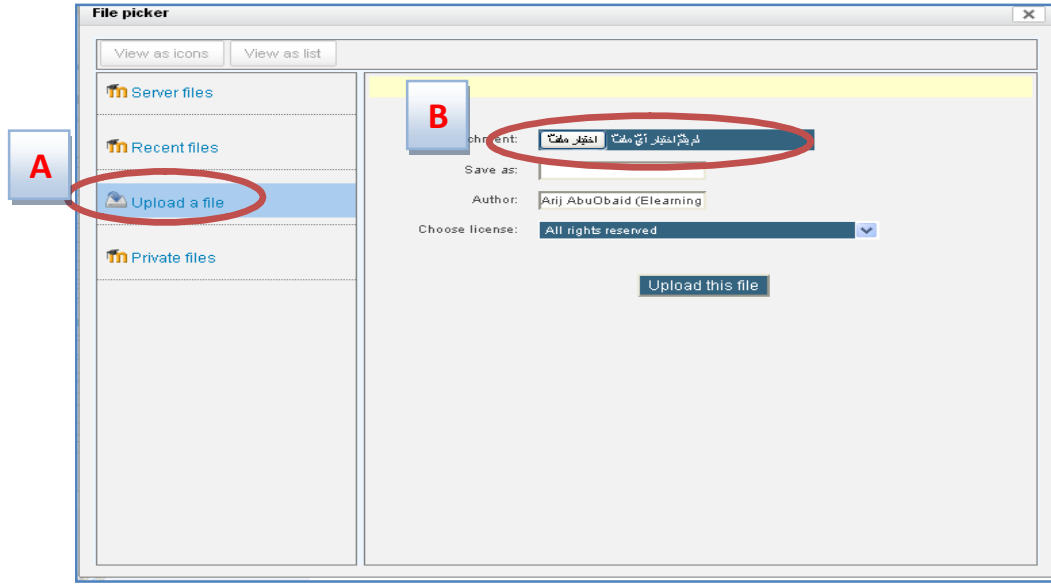 File picker
View as icons View as list
Server files
Recent files
Upload a file
Private files
A
B
chment: اختيار ملف لم يتم اختيار أيّ ملف
Save as:
Author: Arij AbuObaid (Elearning
Choose license: All rights reserved
Upload this file